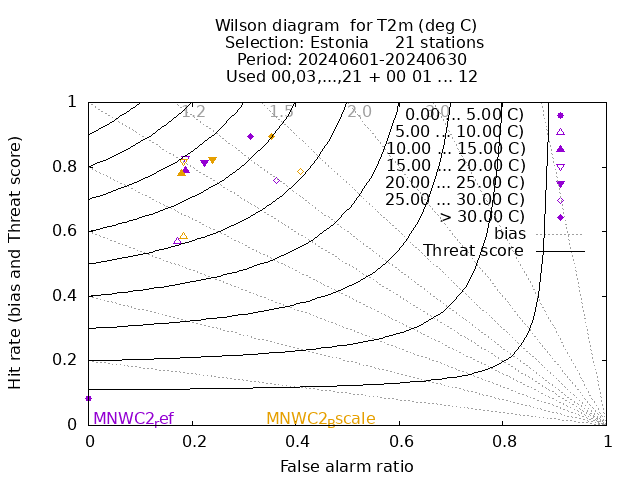 Wilson diagram  for T2m (deg C)
Selection: Estonia     21 stations
Period: 20240601-20240630
Used 00,03,...,21 + 00 01 ... 12
1.2 1.5 2.0 3.0
0.00 ... 5.00 C)
5.00 ... 10.00 C)
10.00 ... 15.00 C)
15.00 ... 20.00 C)
20.00 ... 25.00 C)
25.00 ... 30.00 C)
> 30.00 C)
bias
Threat score
1
0.8
0.6
0.4
0.2
0
Hit rate (bias and Threat score)
MNWC2ref MNWC2Bscale
0 0.2 0.4 0.6 0.8 1
False alarm ratio